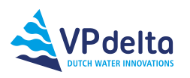 VPdelta
DUTCH WATER INNOVATIONS